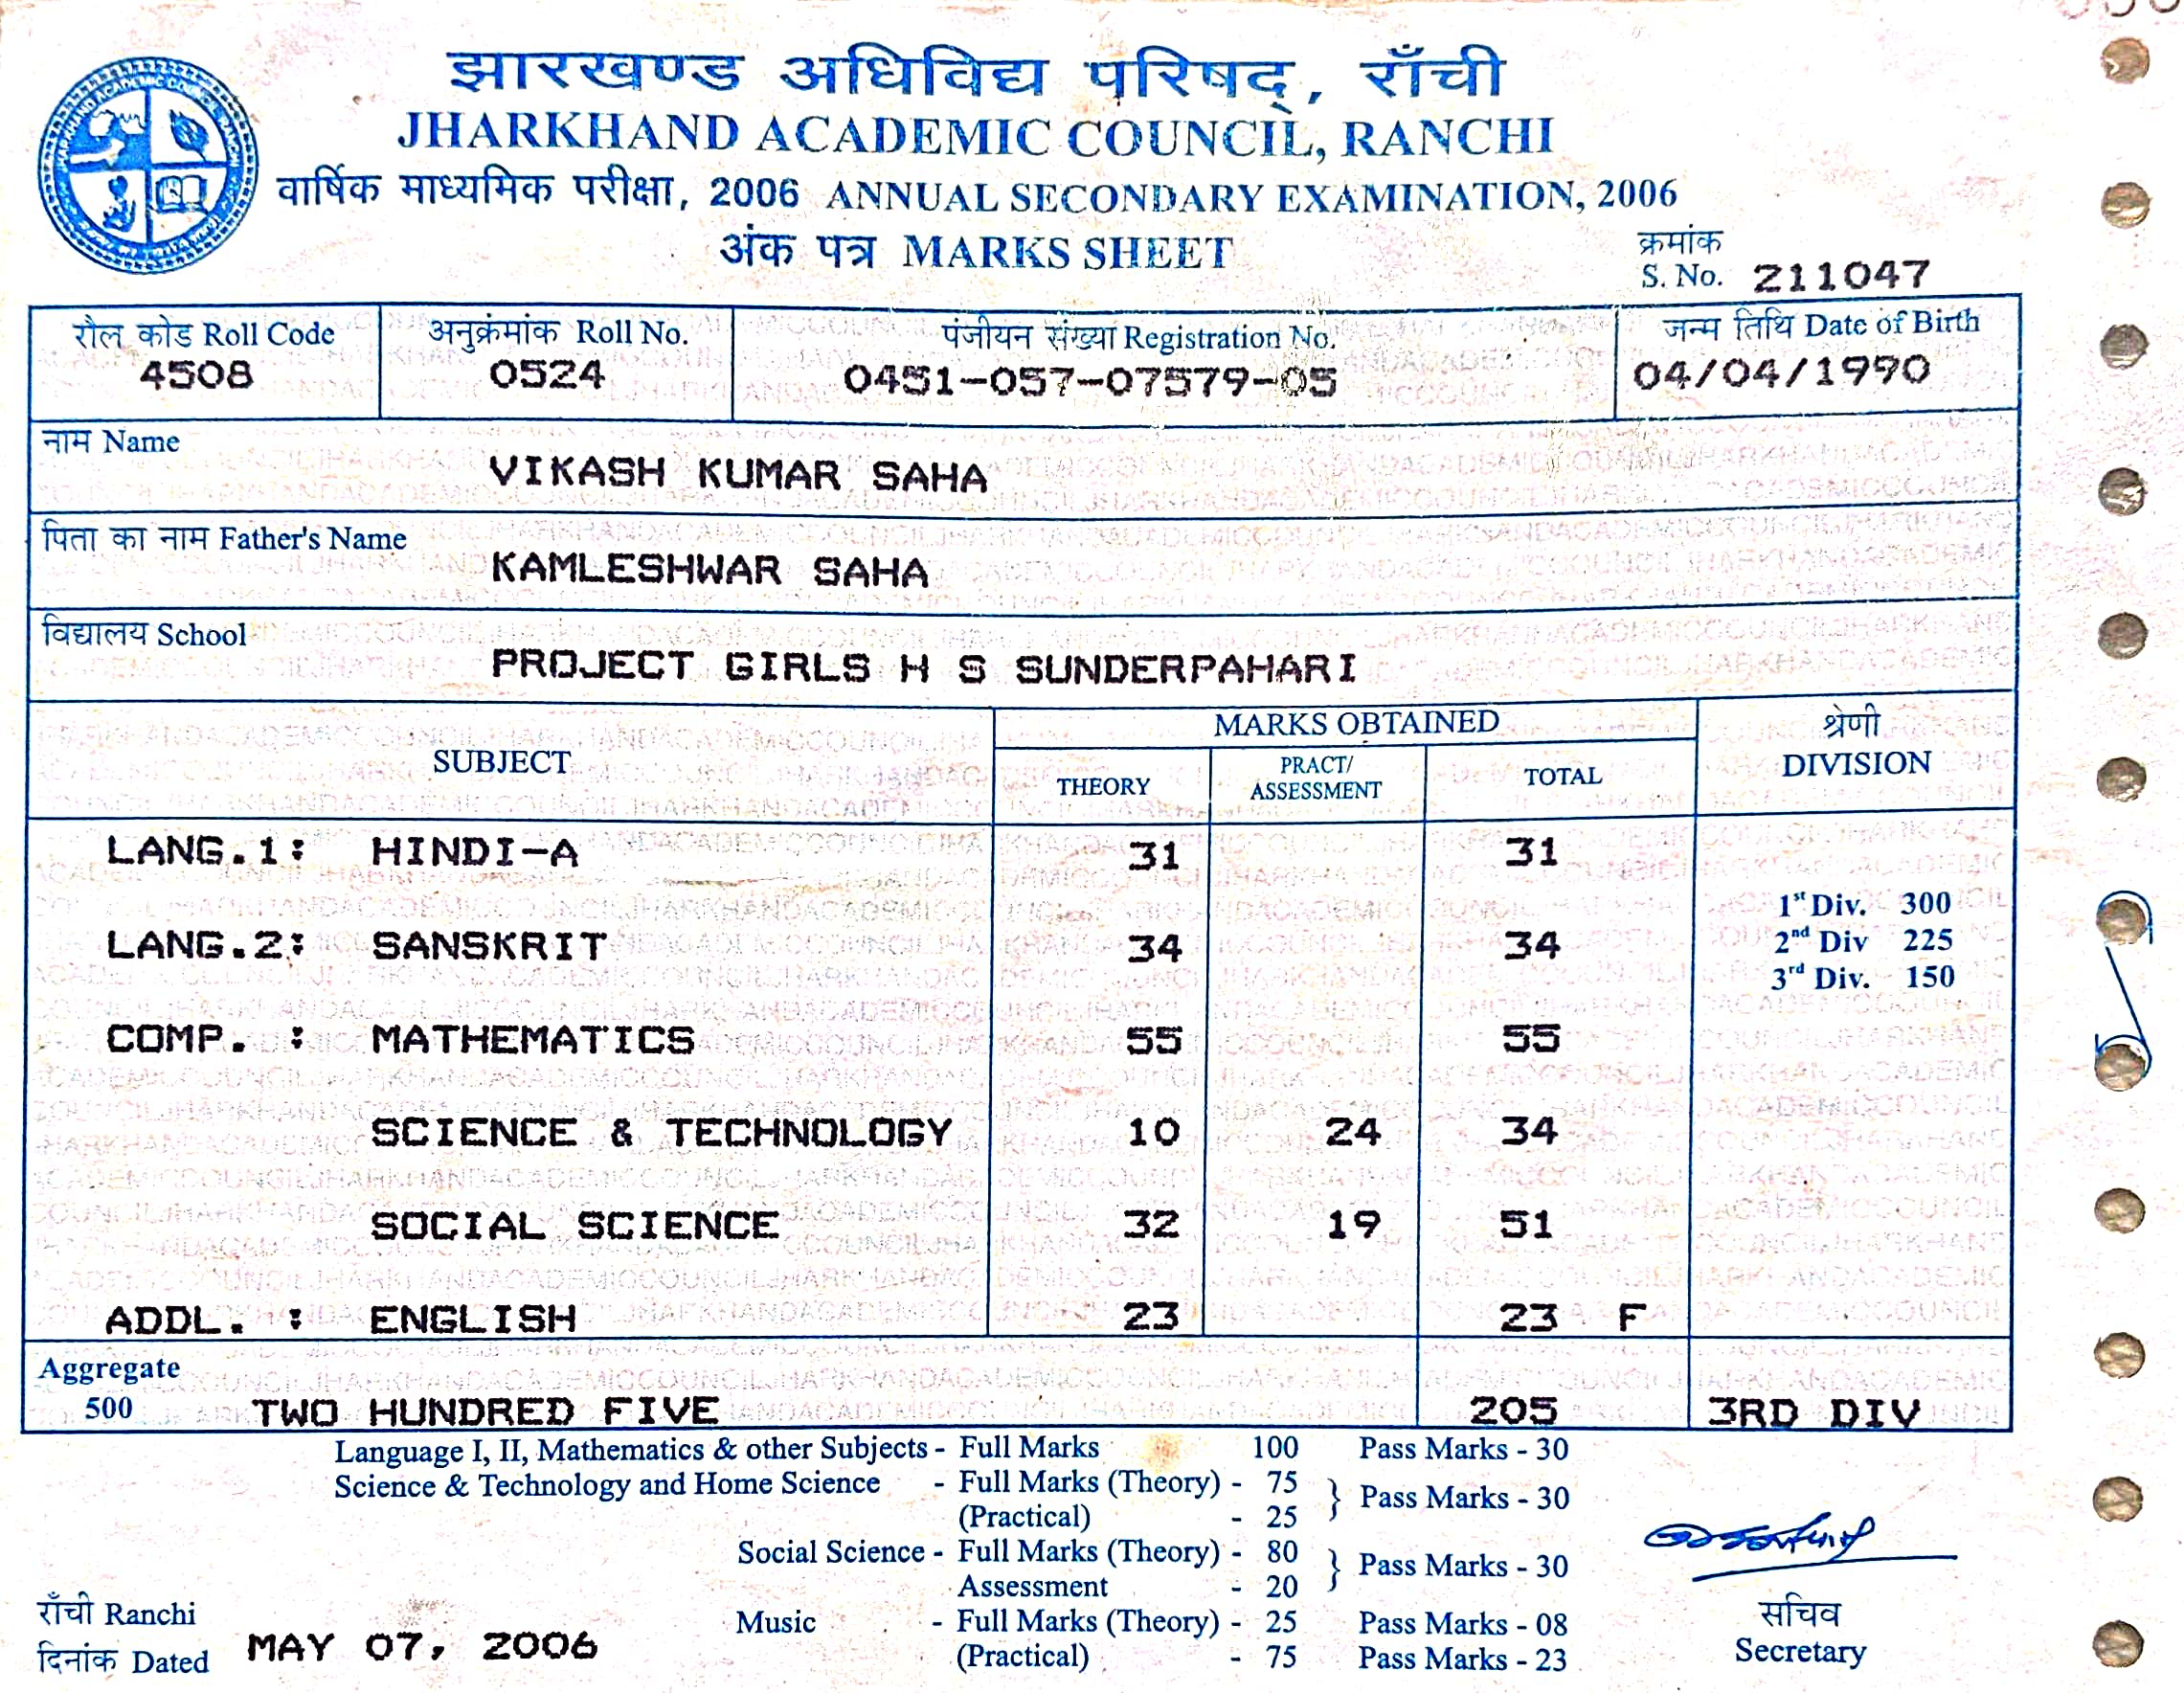 झारखण्ड अधिविद्य परिषद्, राँची
JHARKHAND ACADEMIC COUNCIL, RANCHI
वार्षिक माध्यमिक परीक्षा, 2006 ANNUAL SECONDARY EXAMINATION, 2006
अंक पत्र MARKS SHEET
क्रमांक
S. No. 211047
रौल कोड Roll Code अनुक्रंमांक Roll No. पंजीयन संख्या Registration No. जन्म तिथि Date of Birth
4508 0524 0451-057-07579-05 04/04/1990
नाम Name
VIKASH KUMAR SAHA
पिता का नाम Father's Name
KAMLESHWAR SAHA
विद्यालय School
PROJECT GIRLS H S SUNDERPAHARI
SUBJECT MARKS OBTAINED श्रेणी DIVISION
THEORY PRACT/ ASSESSMENT TOTAL
LANG.1: HINDI-A 31 31
1st Div. 300
LANG.2: SANSKRIT 34 34 2nd Div 225
3rd Div. 150
COMP. : MATHEMATICS 55 55
SCIENCE & TECHNOLOGY 10 24 34
SOCIAL SCIENCE 32 19 51
ADDL. : ENGLISH 23 23 F
Aggregate
500 TWO HUNDRED FIVE 205 3RD DIV
Language I, II, Mathematics & other Subjects - Full Marks 100 Pass Marks - 30
Science & Technology and Home Science - Full Marks (Theory) - 75 } Pass Marks - 30
(Practical) - 25
Social Science - Full Marks (Theory) - 80 } Pass Marks - 30
Assessment - 20
Music - Full Marks (Theory) - 25 Pass Marks - 08
(Practical) - 75 Pass Marks - 23
राँची Ranchi
दिनांक Dated MAY 07, 2006
सचिव
Secretary